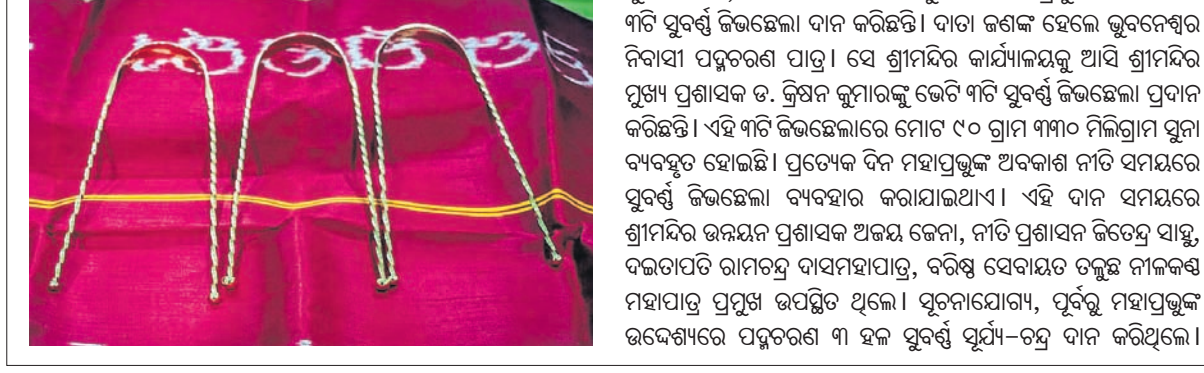 ୩ଟି ସୁବର୍ଣ୍ଣ ଜିଭଛେଲା ଦାନ କରିଛନ୍ତି। ଦାତା ଜଣଙ୍କ ହେଲେ ଭୁବନେଶ୍ୱର
ନିବାସୀ ପଦ୍ମଚରଣ ପାତ୍ର। ସେ ଶ୍ରୀମନ୍ଦିର କାର୍ଯ୍ୟାଳୟକୁ ଆସି ଶ୍ରୀମନ୍ଦିର
ମୁଖ୍ୟ ପ୍ରଶାସକ ଡ. କ୍ରିଷନ କୁମାରଙ୍କୁ ଭେଟି ୩ଟି ସୁବର୍ଣ୍ଣ ଜିଭଛେଲା ପ୍ରଦାନ
କରିଛନ୍ତି। ଏହି ୩ଟି ଜିଭଛେଲାରେ ମୋଟ ୯୦ ଗ୍ରାମ ୩୩୦ ମିଲିଗ୍ରାମ ସୁନା
ବ୍ୟବହୃତ ହୋଇଛି। ପ୍ରତ୍ୟେକ ଦିନ ମହାପ୍ରଭୁଙ୍କ ଅବକାଶ ନୀତି ସମୟରେ
ସୁବର୍ଣ୍ଣ ଜିଭଛେଲା ବ୍ୟବହାର କରାଯାଇଥାଏ। ଏହି ଦାନ ସମୟରେ
ଶ୍ରୀମନ୍ଦିର ଉନ୍ନୟନ ପ୍ରଶାସକ ଅଜୟ ଜେନା, ନୀତି ପ୍ରଶାସନ ଜିତେନ୍ଦ୍ର ସାହୁ,
ଦଇତାପତି ରାମଚନ୍ଦ୍ର ଦାସମହାପାତ୍ର, ବରିଷ୍ଠ ସେବାୟତ ତଳୁଛ ନୀଳକଣ୍ଠ
ମହାପାତ୍ର ପ୍ରମୁଖ ଉପସ୍ଥିତ ଥିଲେ। ସୂଚନାଯୋଗ୍ୟ, ପୂର୍ବରୁ ମହାପ୍ରଭୁଙ୍କ
ଉଦ୍ଦେଶ୍ୟରେ ପଦ୍ମଚରଣ ୩ ହଳ ସୁବର୍ଣ୍ଣ ସୂର୍ଯ୍ୟ-ଚନ୍ଦ୍ର ଦାନ କରିଥିଲେ।